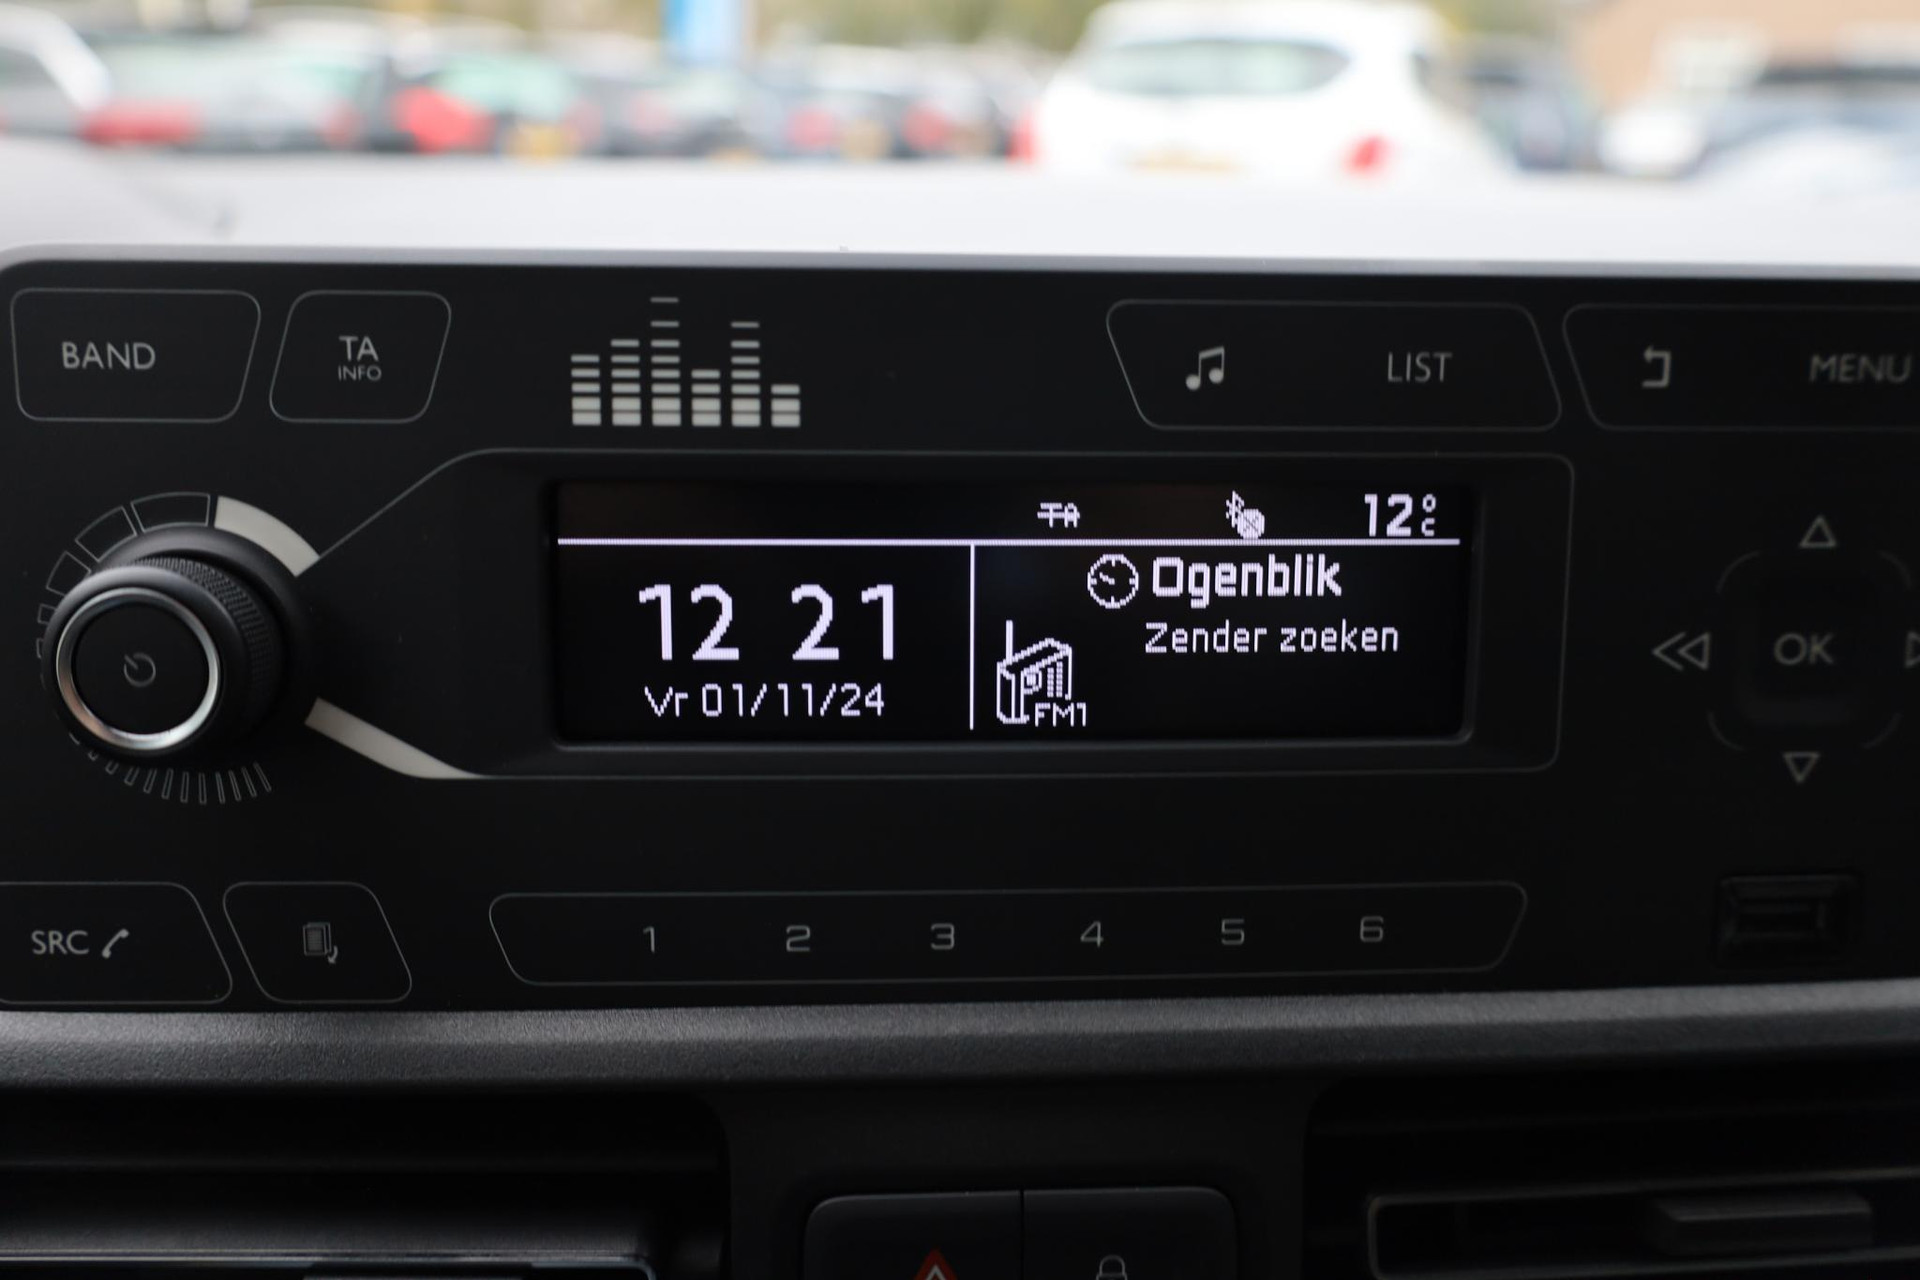 BAND
TA
INFO
LIST
MENU
TA
12°C
12 21
Vr 01/11/24
Ogenblik
Zender zoeken
FM1
OK
SRC
1 2 3 4 5 6